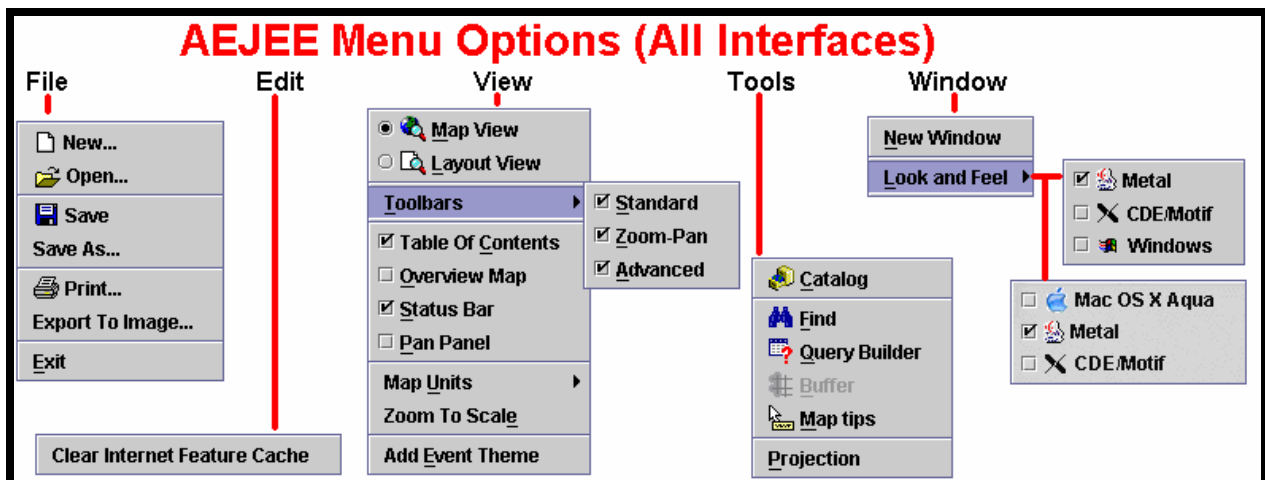 AEJEE Menu Options (All Interfaces)
File Edit View Tools Window
New...
Open...
Save
Save As...
Print...
Export To Image...
Exit
Clear Internet Feature Cache
Map View
Layout View
Toolbars
Table Of Contents
Overview Map
Status Bar
Pan Panel
Map Units
Zoom To Scale
Add Event Theme
Standard
Zoom-Pan
Advanced
Catalog
Find
Query Builder
Buffer
Map tips
Projection
New Window
Look and Feel
Metal
CDE/Motif
Windows
Mac OS X Aqua
Metal
CDE/Motif